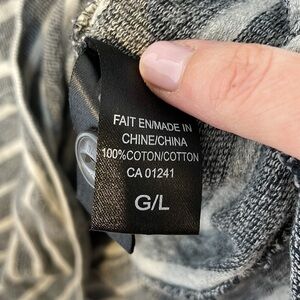 FAIT EN/MADE IN
CHINE/CHINA
100%COTON/COTTON
CA 01241
G/L